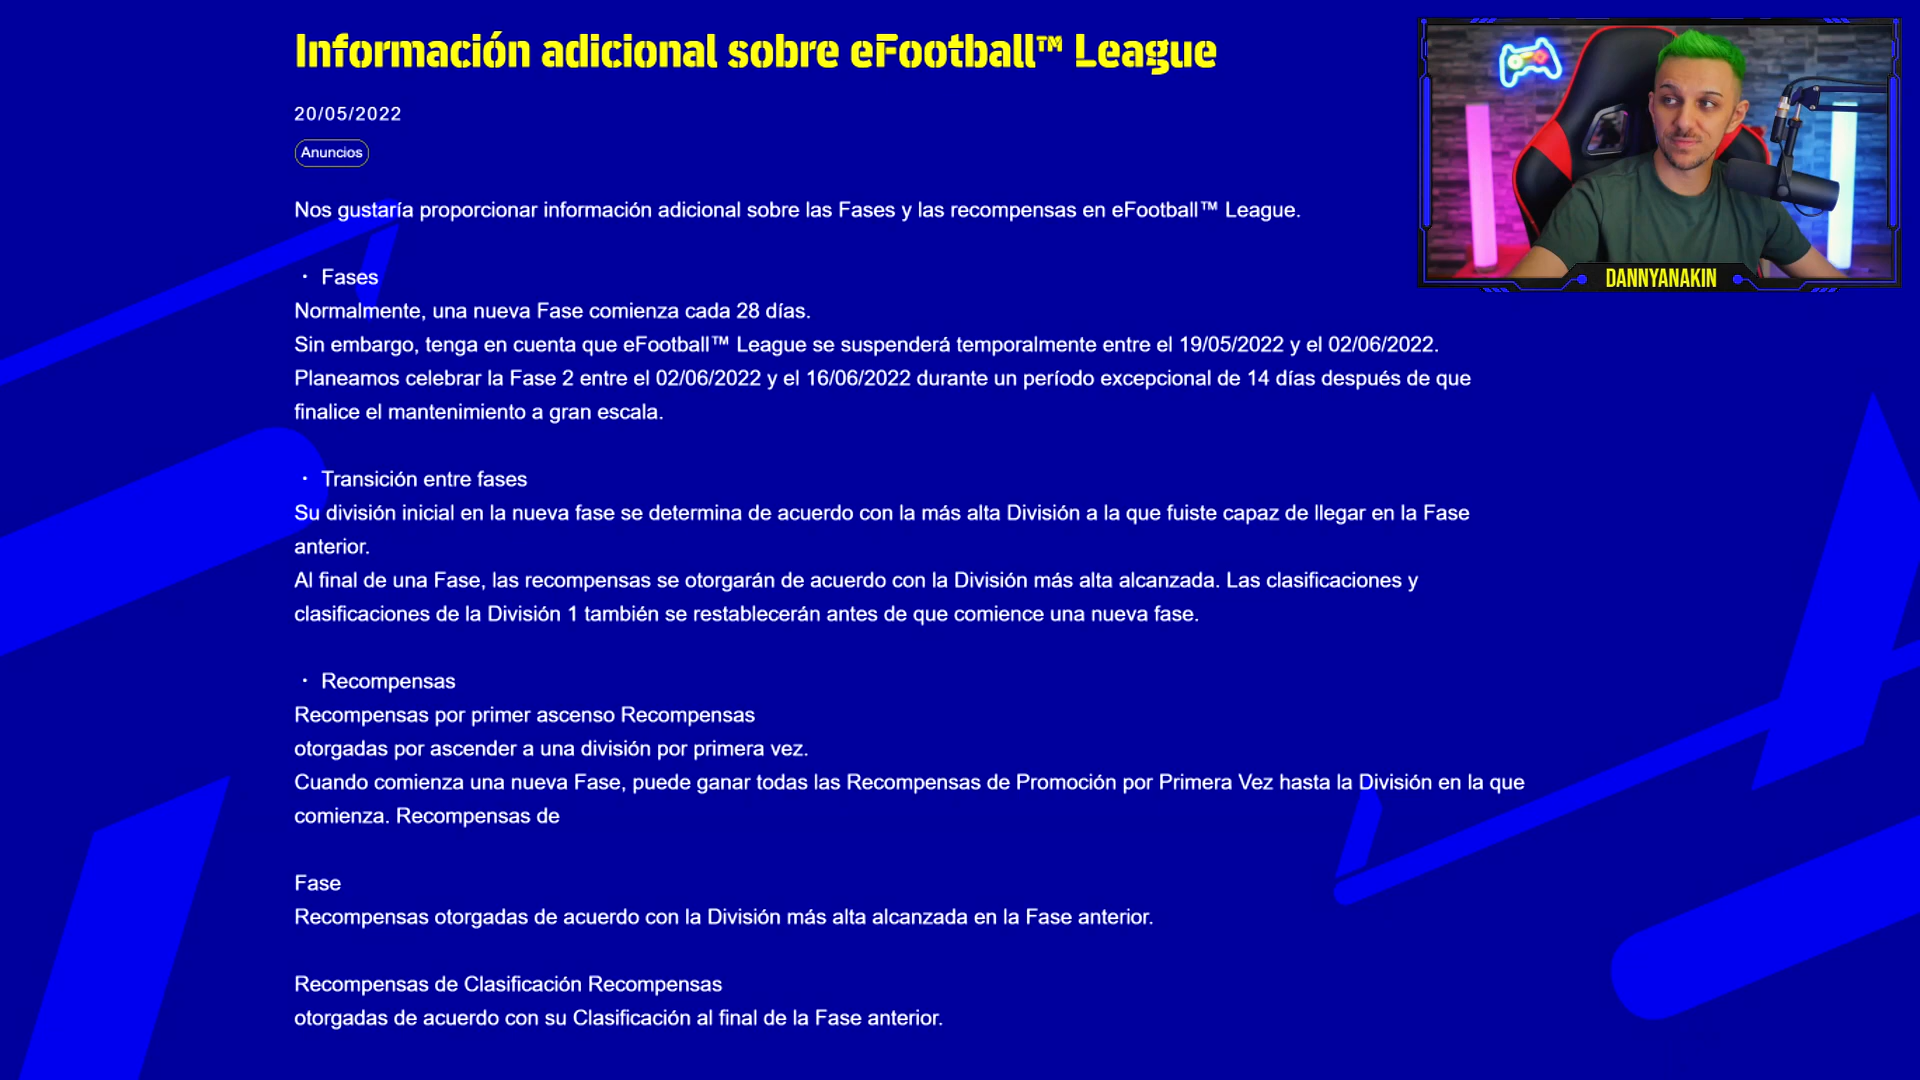 Información adicional sobre eFootball™ League
20/05/2022
Anuncios
Nos gustaría proporcionar información adicional sobre las Fases y las recompensas en eFootball™ League.
・ Fases
Normalmente, una nueva Fase comienza cada 28 días.
Sin embargo, tenga en cuenta que eFootball™ League se suspenderá temporalmente entre el 19/05/2022 y el 02/06/2022.
Planeamos celebrar la Fase 2 entre el 02/06/2022 y el 16/06/2022 durante un período excepcional de 14 días después de que
finalice el mantenimiento a gran escala.
・ Transición entre fases
Su división inicial en la nueva fase se determina de acuerdo con la más alta División a la que fuiste capaz de llegar en la Fase
anterior.
Al final de una Fase, las recompensas se otorgarán de acuerdo con la División más alta alcanzada. Las clasificaciones y
clasificaciones de la División 1 también se restablecerán antes de que comience una nueva fase.
・ Recompensas
Recompensas por primer ascenso Recompensas
otorgadas por ascender a una división por primera vez.
Cuando comienza una nueva Fase, puede ganar todas las Recompensas de Promoción por Primera Vez hasta la División en la que
comienza. Recompensas de
Fase
Recompensas otorgadas de acuerdo con la División más alta alcanzada en la Fase anterior.
Recompensas de Clasificación Recompensas
otorgadas de acuerdo con su Clasificación al final de la Fase anterior.
DANNYANAKIN